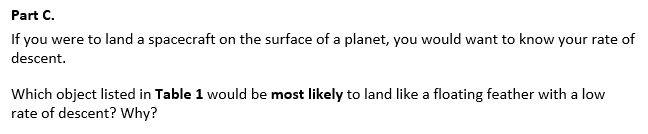 Part C.
If you were to land a spacecraft on the surface of a planet, you would want to know your rate of
descent.
Which object listed in Table 1 would be most likely to land like a floating feather with a low
rate of descent? Why?